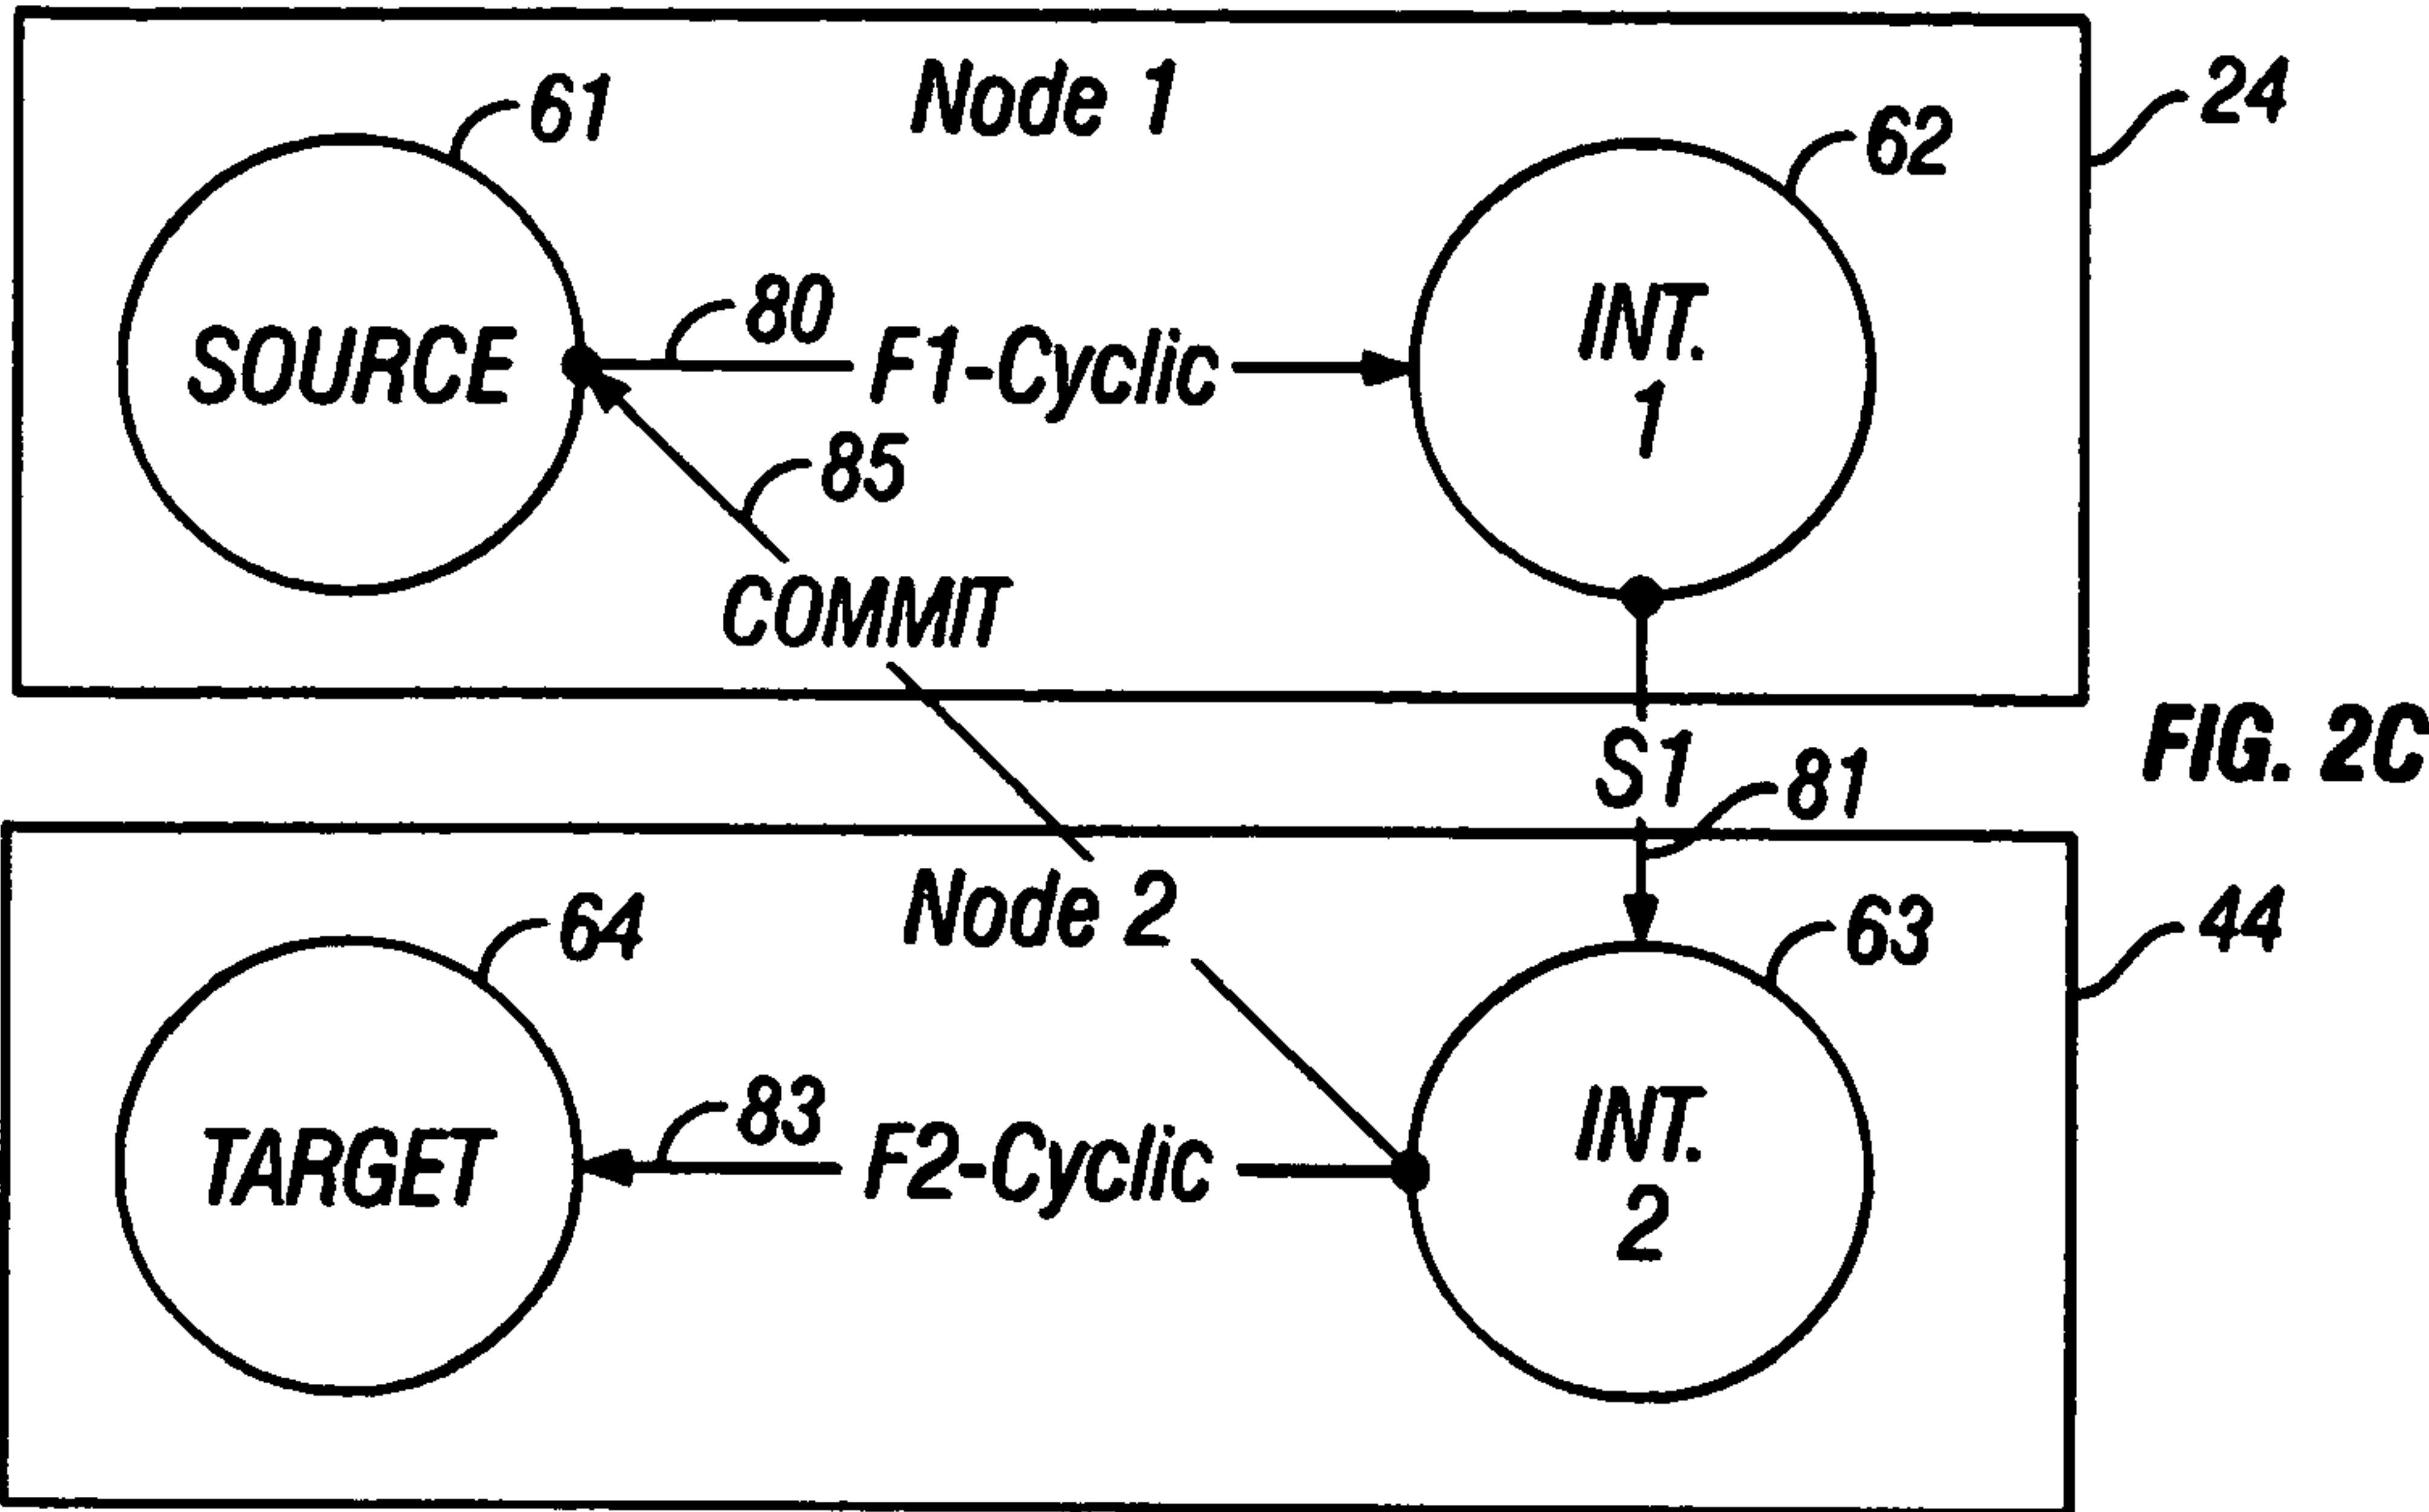 Node 1
61
62
24
SOURCE
80
F1-Cyclic
INT.
1
85
COMMIT
S1
81
FIG. 2C
Node 2
64
63
44
TARGET
83
F2-Cyclic
INT.
2